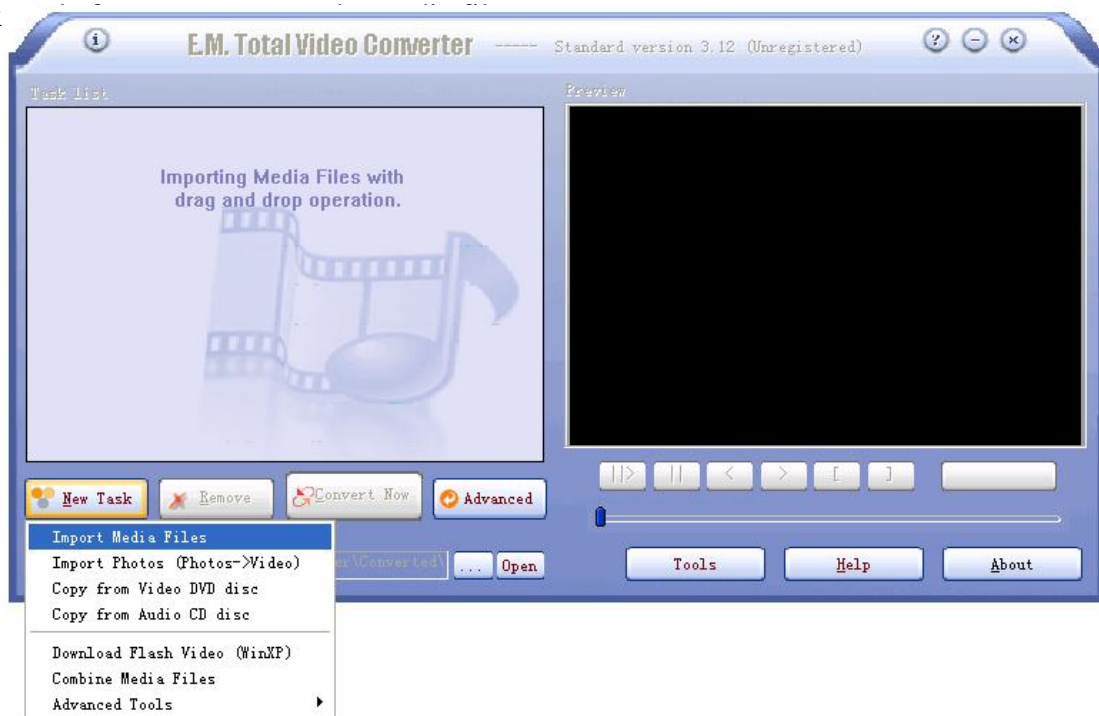 E.M. Total Video Converter ----- Standard version 3.12 (Unregistered)
Task list
Preview
Importing Media Files with
drag and drop operation.
||> || < > [ ]
New Task Remove Convert Now Advanced
Import Media Files
Import Photos (Photos->Video)
er\Converted\ ... Open
Tools Help About
Copy from Video DVD disc
Copy from Audio CD disc
Download Flash Video (WinXP)
Combine Media Files
Advanced Tools